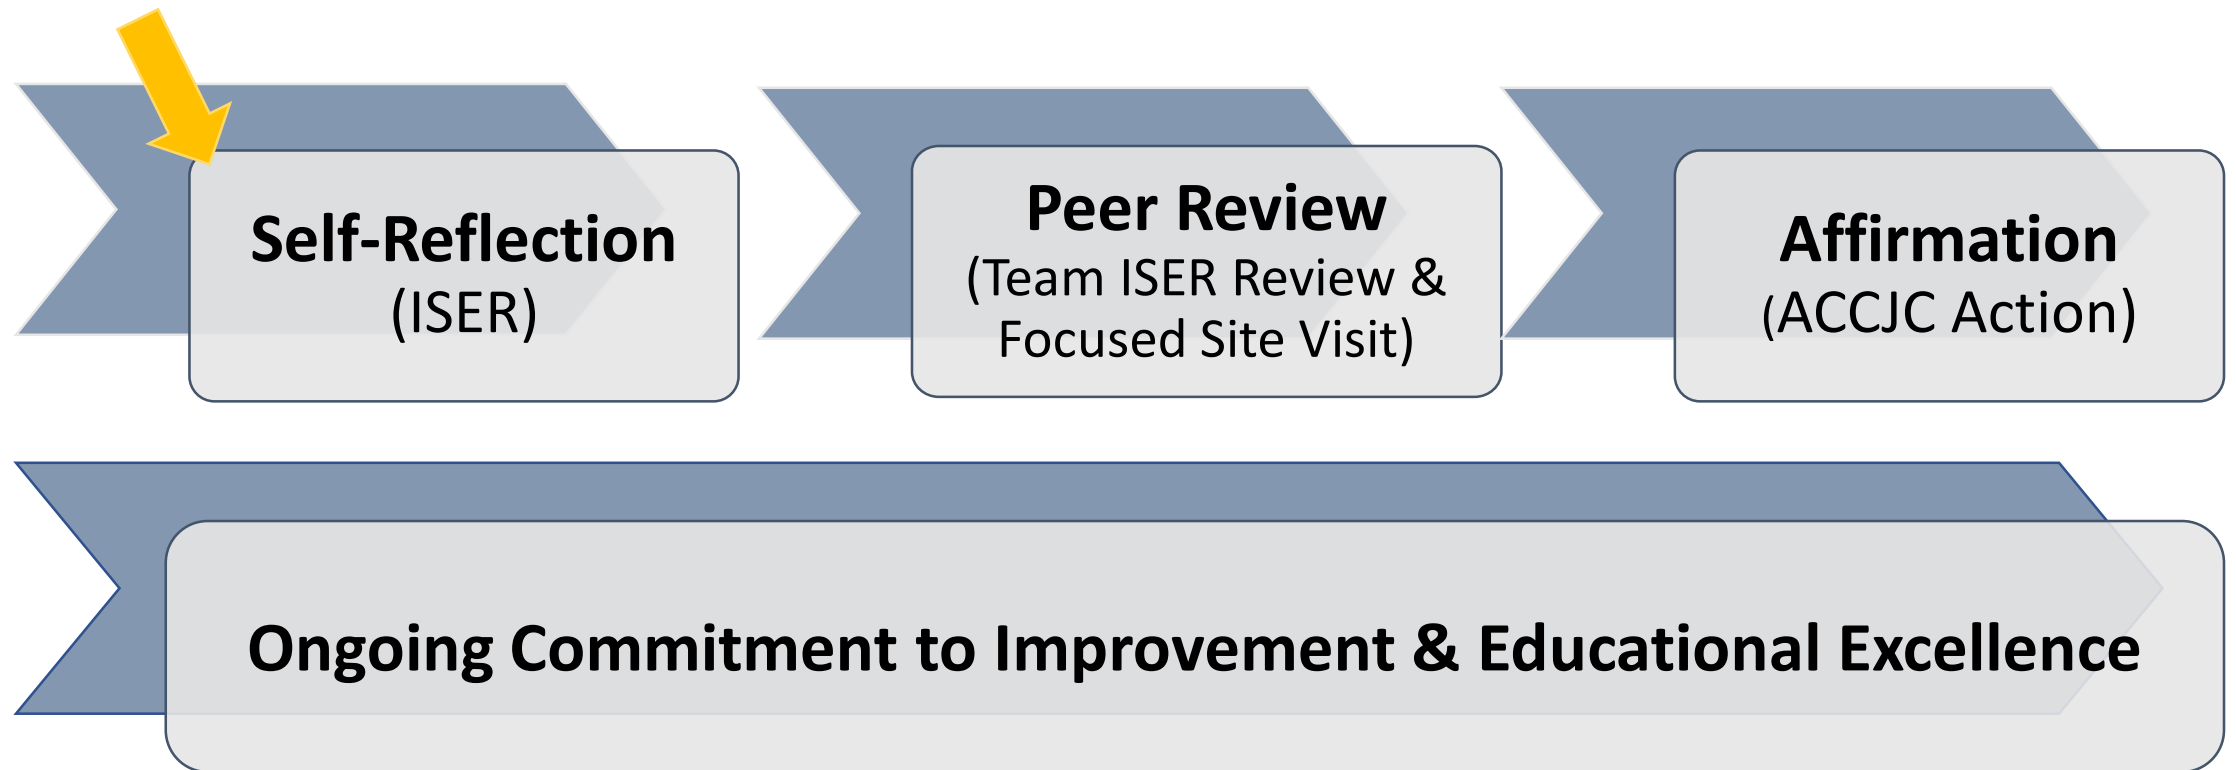 Self-Reflection
(ISER)
Peer Review
(Team ISER Review &
Focused Site Visit)
Affirmation
(ACCJC Action)
Ongoing Commitment to Improvement & Educational Excellence